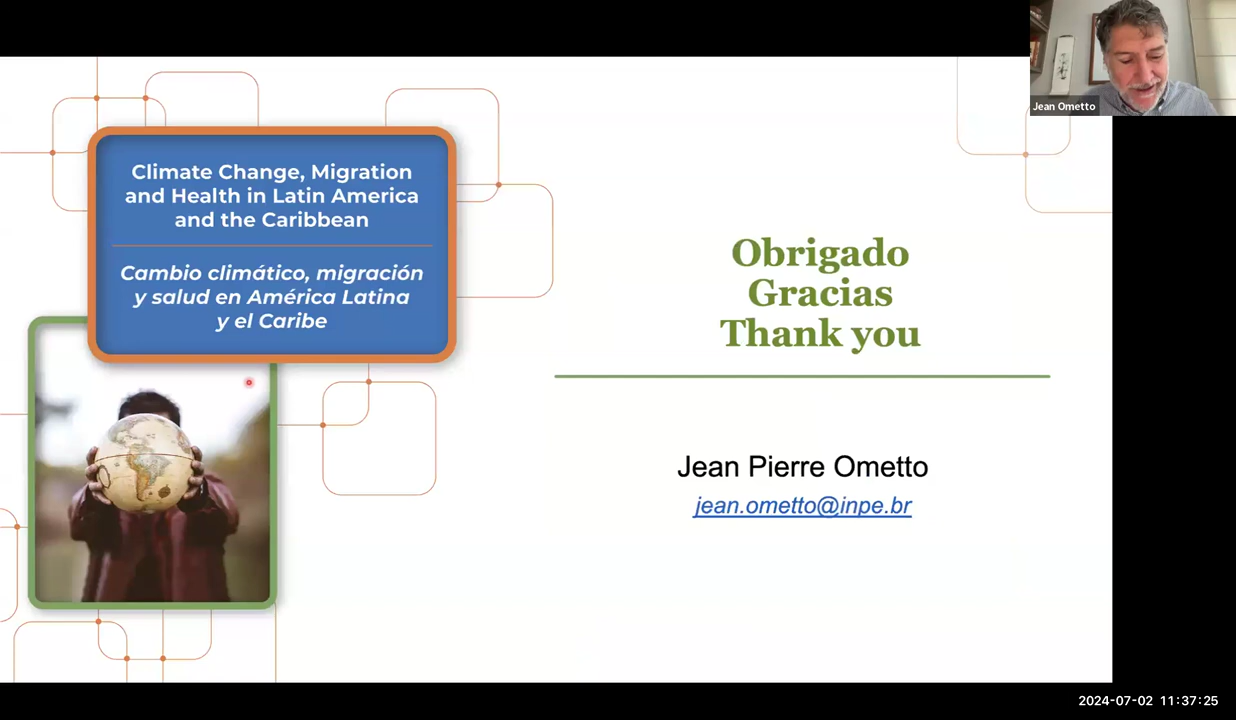 Jean Ometto
Climate Change, Migration
and Health in Latin America
and the Caribbean
Cambio climático, migración
y salud en América Latina
y el Caribe
Obrigado
Gracias
Thank you
Jean Pierre Ometto
jean.ometto@inpe.br
2024-07-02 11:37:25